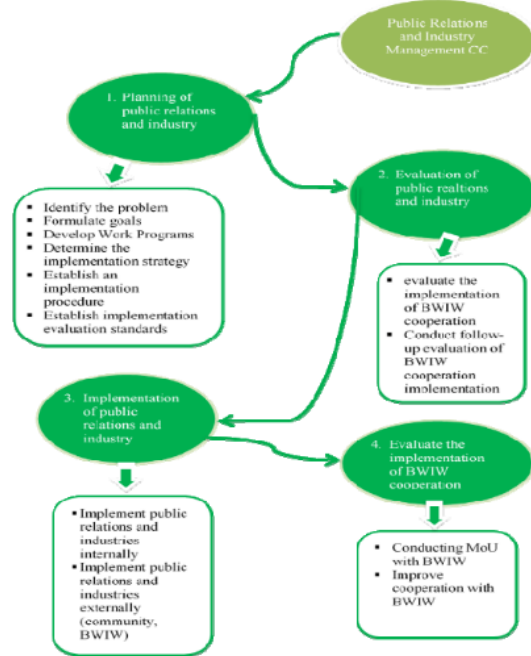 Public Relations
and Industry
Management CC
1. Planning of
public relations
and industry
2. Evaluation of
public realtions
and industry
▪ Identify the problem
▪ Formulate goals
▪ Develop Work Programs
▪ Determine the
implementation strategy
▪ Establish an
implementation
procedure
▪ Establish implementation
evaluation standards
▪ evaluate the
implementation
of BWIW
cooperation
▪ Conduct follow-
up evaluation of
BWIW
cooperation
implementation
3. Implementation
of public
relations and
industry
4. Evaluate the
implementation
of BWIW
cooperation
▪ Implement public
relations and
industries
internally
▪ Implement public
relations and
industries
externally
(community,
BWIW)
▪ Conducting MoU
with BWIW
▪ Improve
cooperation with
BWIW